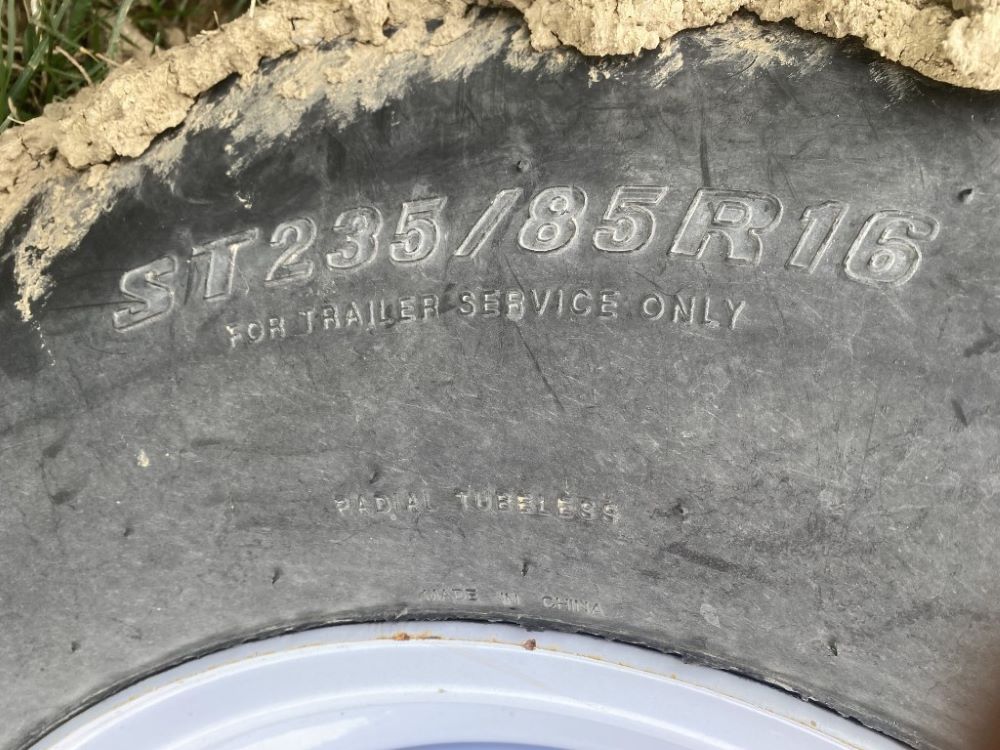 ST235/85R16
FOR TRAILER SERVICE ONLY
RADIAL TUBELESS
MADE IN CHINA